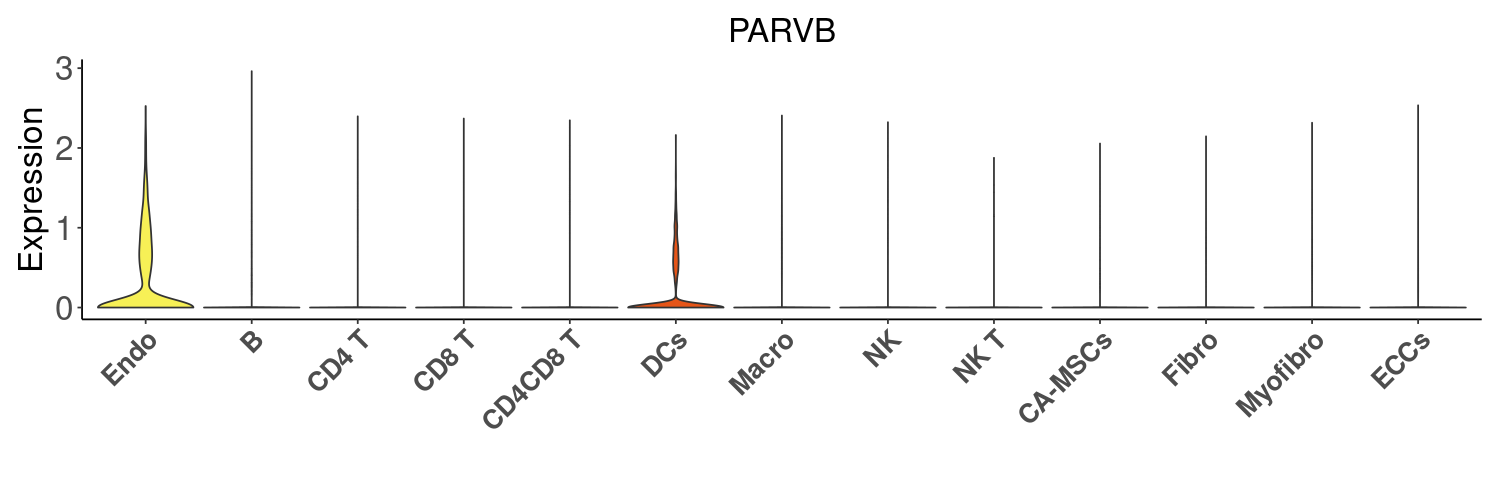 PARVB
Expression
3
2
1
0
Endo
B
CD4 T
CD8 T
CD4CD8 T
DCs
Macro
NK
NK T
CA-MSCs
Fibro
Myofibro
ECCs